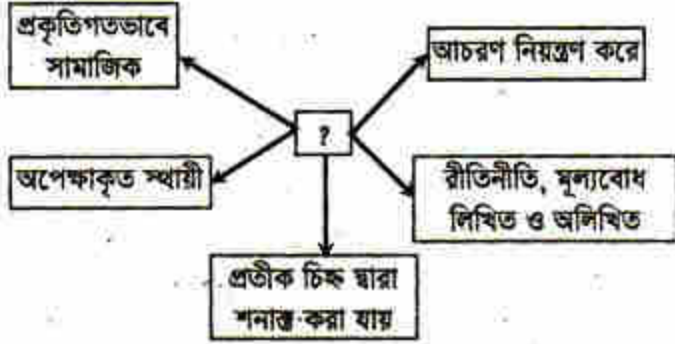 প্রকৃতিগতভাবে
সামাজিক
আচরণ নিয়ন্ত্রণ করে
?
অপেক্ষাকৃত স্থায়ী
রীতিনীতি, মূল্যবোধ
লিখিত ও অলিখিত
প্রতীক চিহ্ন দ্বারা
শনাক্ত করা যায়